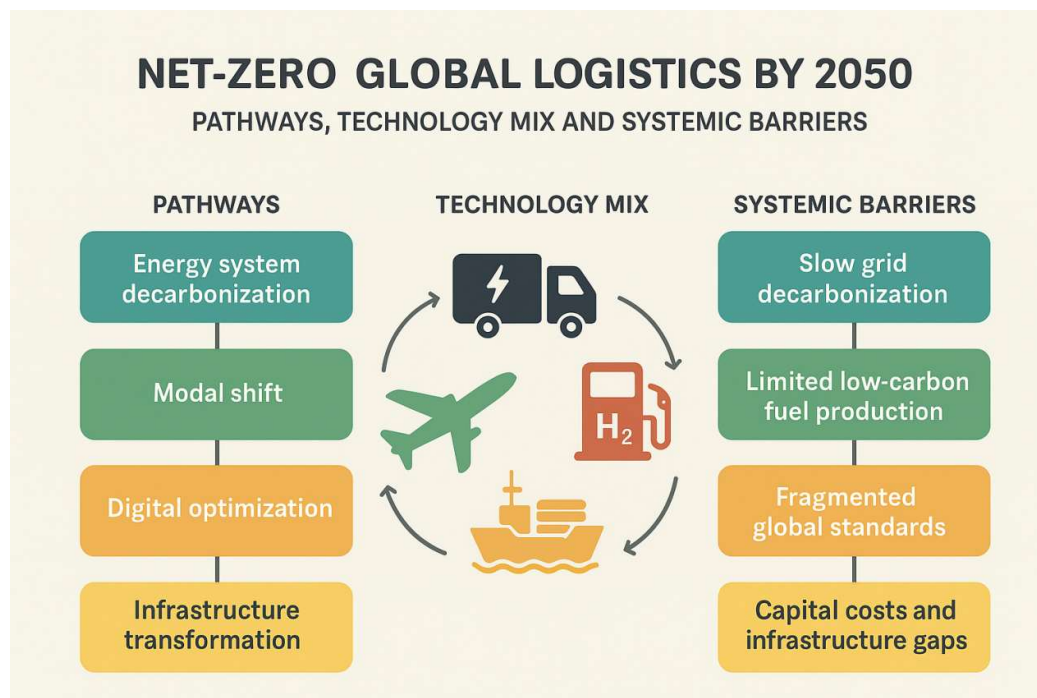 NET-ZERO GLOBAL LOGISTICS BY 2050
PATHWAYS, TECHNOLOGY MIX AND SYSTEMIC BARRIERS
PATHWAYS
Energy system
decarbonization
Modal shift
Digital optimization
Infrastructure
transformation
TECHNOLOGY MIX
H₂
SYSTEMIC BARRIERS
Slow grid
decarbonization
Limited low-carbon
fuel production
Fragmented
global standards
Capital costs and
infrastructure gaps